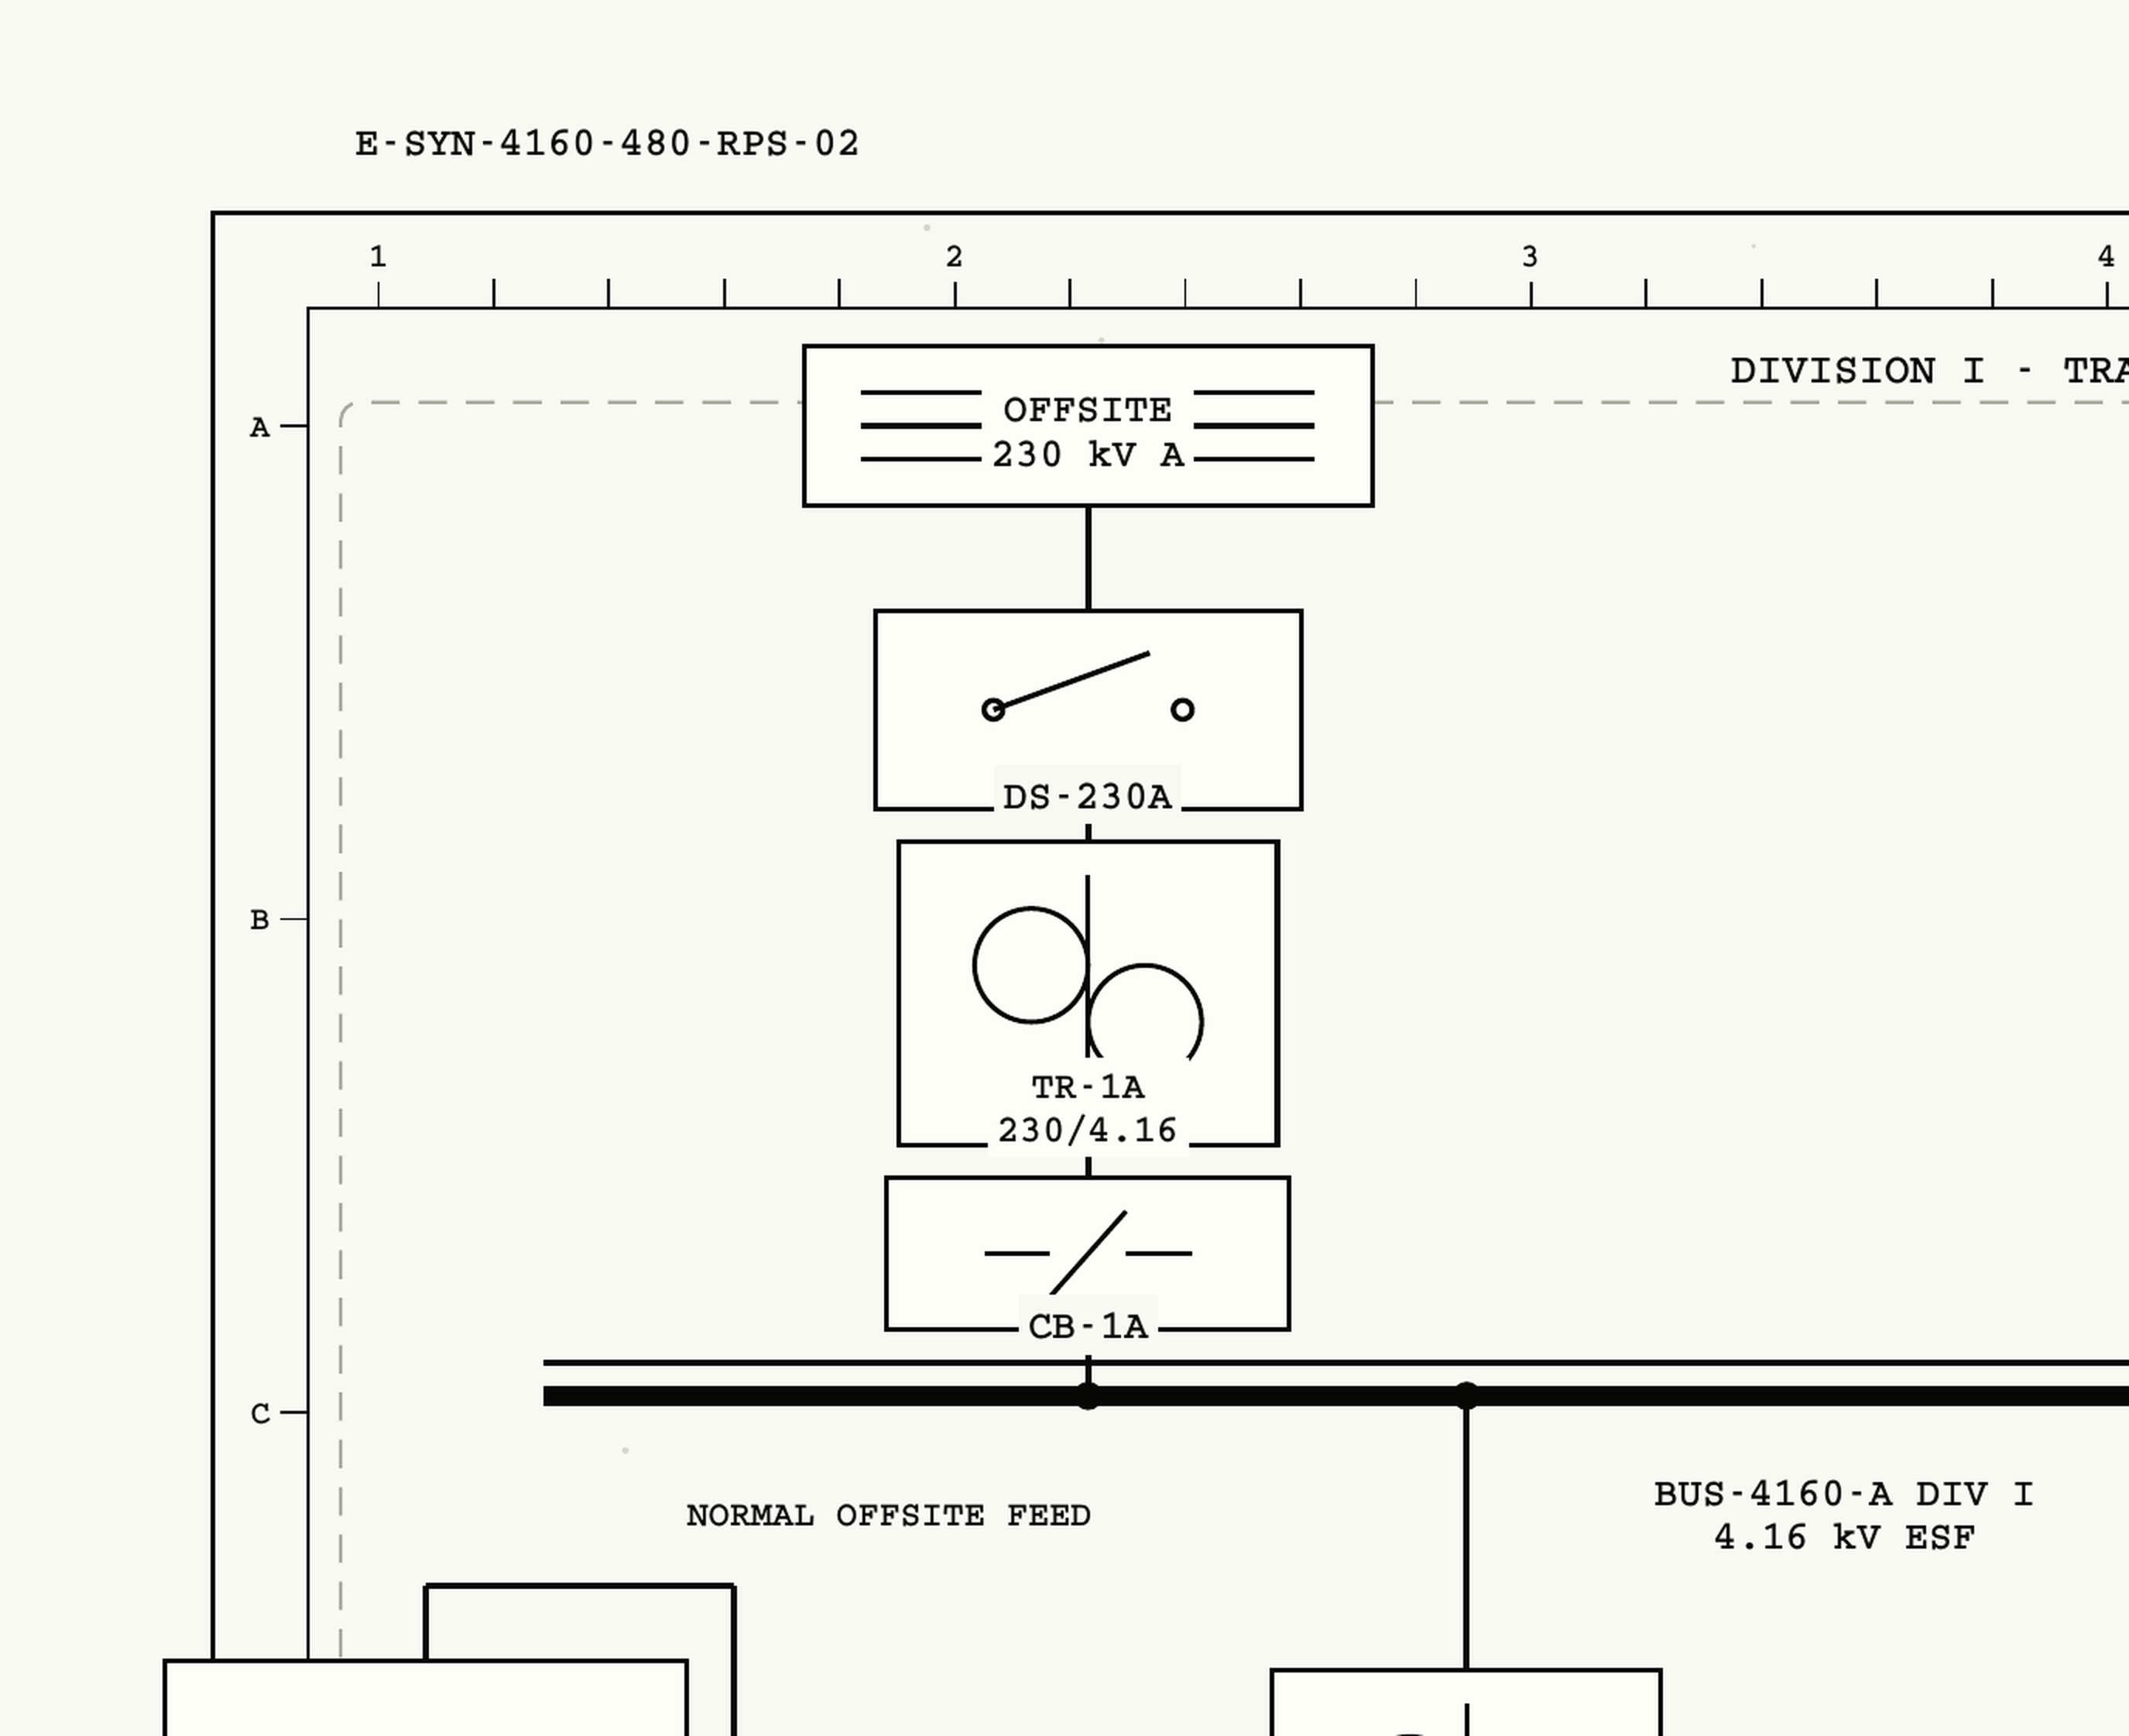 E-SYN-4160-480-RPS-02
1 2 3 4
DIVISION I -
A
OFFSITE
230 kV A
DS-230A
B
TR-1A
230/4.16
CB-1A
C
BUS-4160-A DIV I
4.16 kV ESF
NORMAL OFFSITE FEED